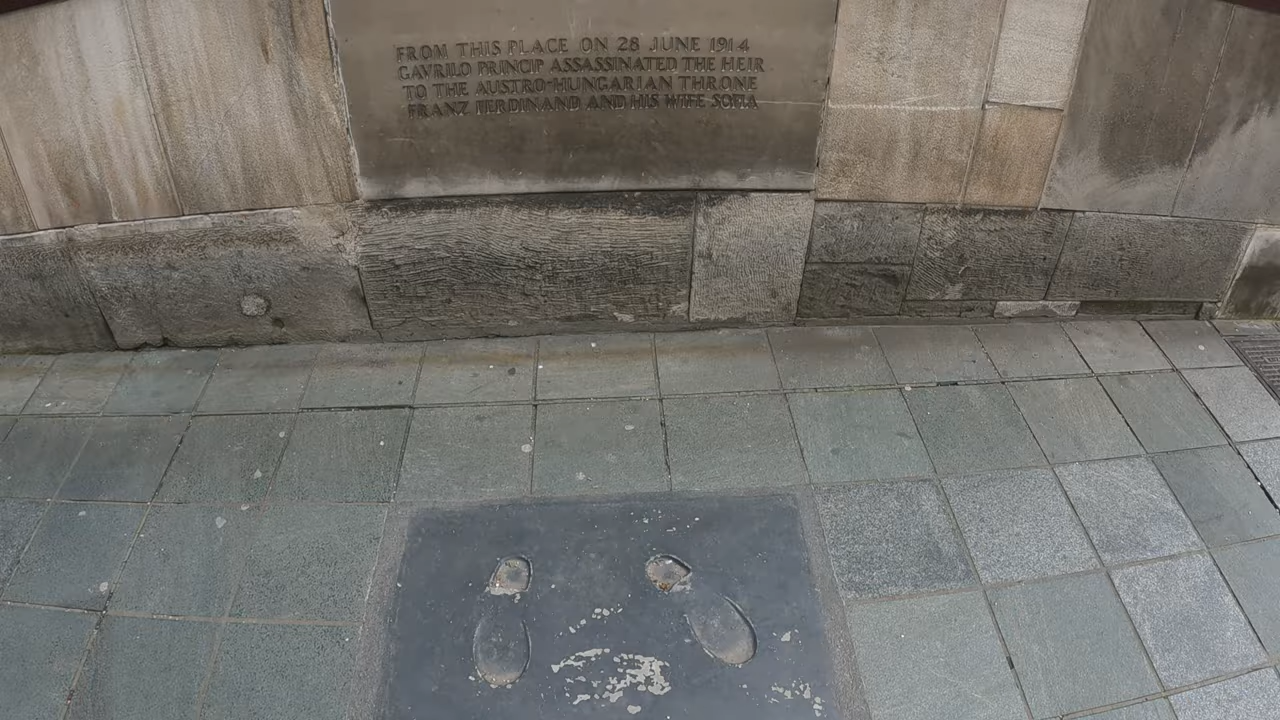 FROM THIS PLACE ON 28 JUNE 1914
GAVRILO PRINCIP ASSASSINATED THE HEIR
TO THE AUSTRO-HUNGARIAN THRONE
FRANZ FERDINAND AND HIS WIFE SOFIA